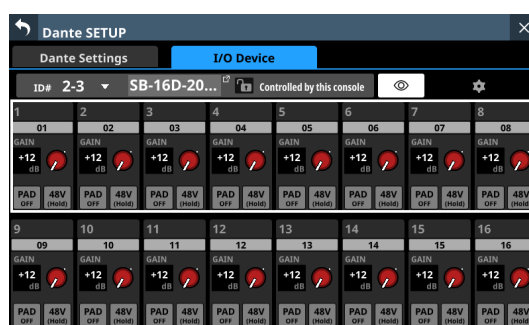 Dante SETUP
Dante Settings I/O Device
ID# 2-3 SB-16D-20... Controlled by this console
1 2 3 4 5 6 7 8
01 02 03 04 05 06 07 08
GAIN GAIN GAIN GAIN GAIN GAIN GAIN GAIN
+12 +12 +12 +12 +12 +12 +12 +12
dB dB dB dB dB dB dB dB
PAD 48V PAD 48V PAD 48V PAD 48V PAD 48V PAD 48V PAD 48V PAD 48V
OFF (Hold) OFF (Hold) OFF (Hold) OFF (Hold) OFF (Hold) OFF (Hold) OFF (Hold) OFF (Hold)
9 10 11 12 13 14 15 16
09 10 11 12 13 14 15 16
GAIN GAIN GAIN GAIN GAIN GAIN GAIN GAIN
+12 +12 +12 +12 +12 +12 +12 +12
dB dB dB dB dB dB dB dB
PAD 48V PAD 48V PAD 48V PAD 48V PAD 48V PAD 48V PAD 48V PAD 48V
OFF (Hold) OFF (Hold) OFF (Hold) OFF (Hold) OFF (Hold) OFF (Hold) OFF (Hold) OFF (Hold)